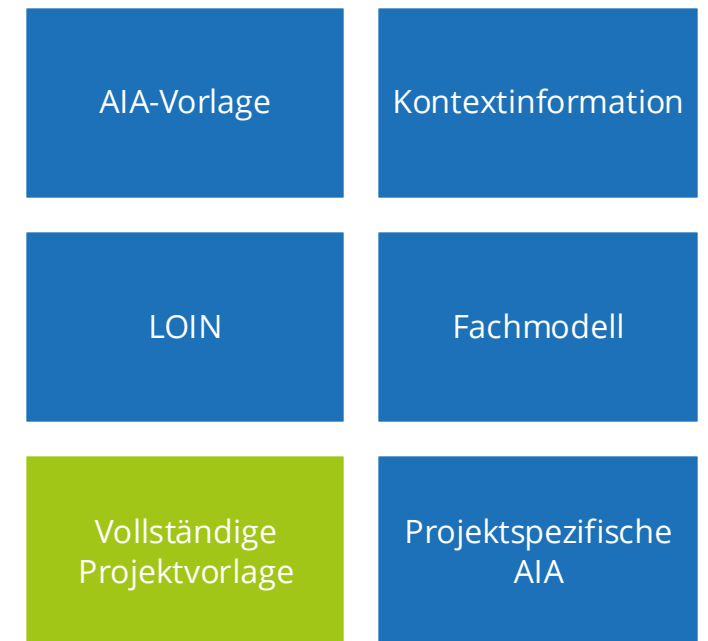 AIA-Vorlage
Kontextinformation
LOIN
Fachmodell
Vollständige
Projektvorlage
Projektspezifische
AIA